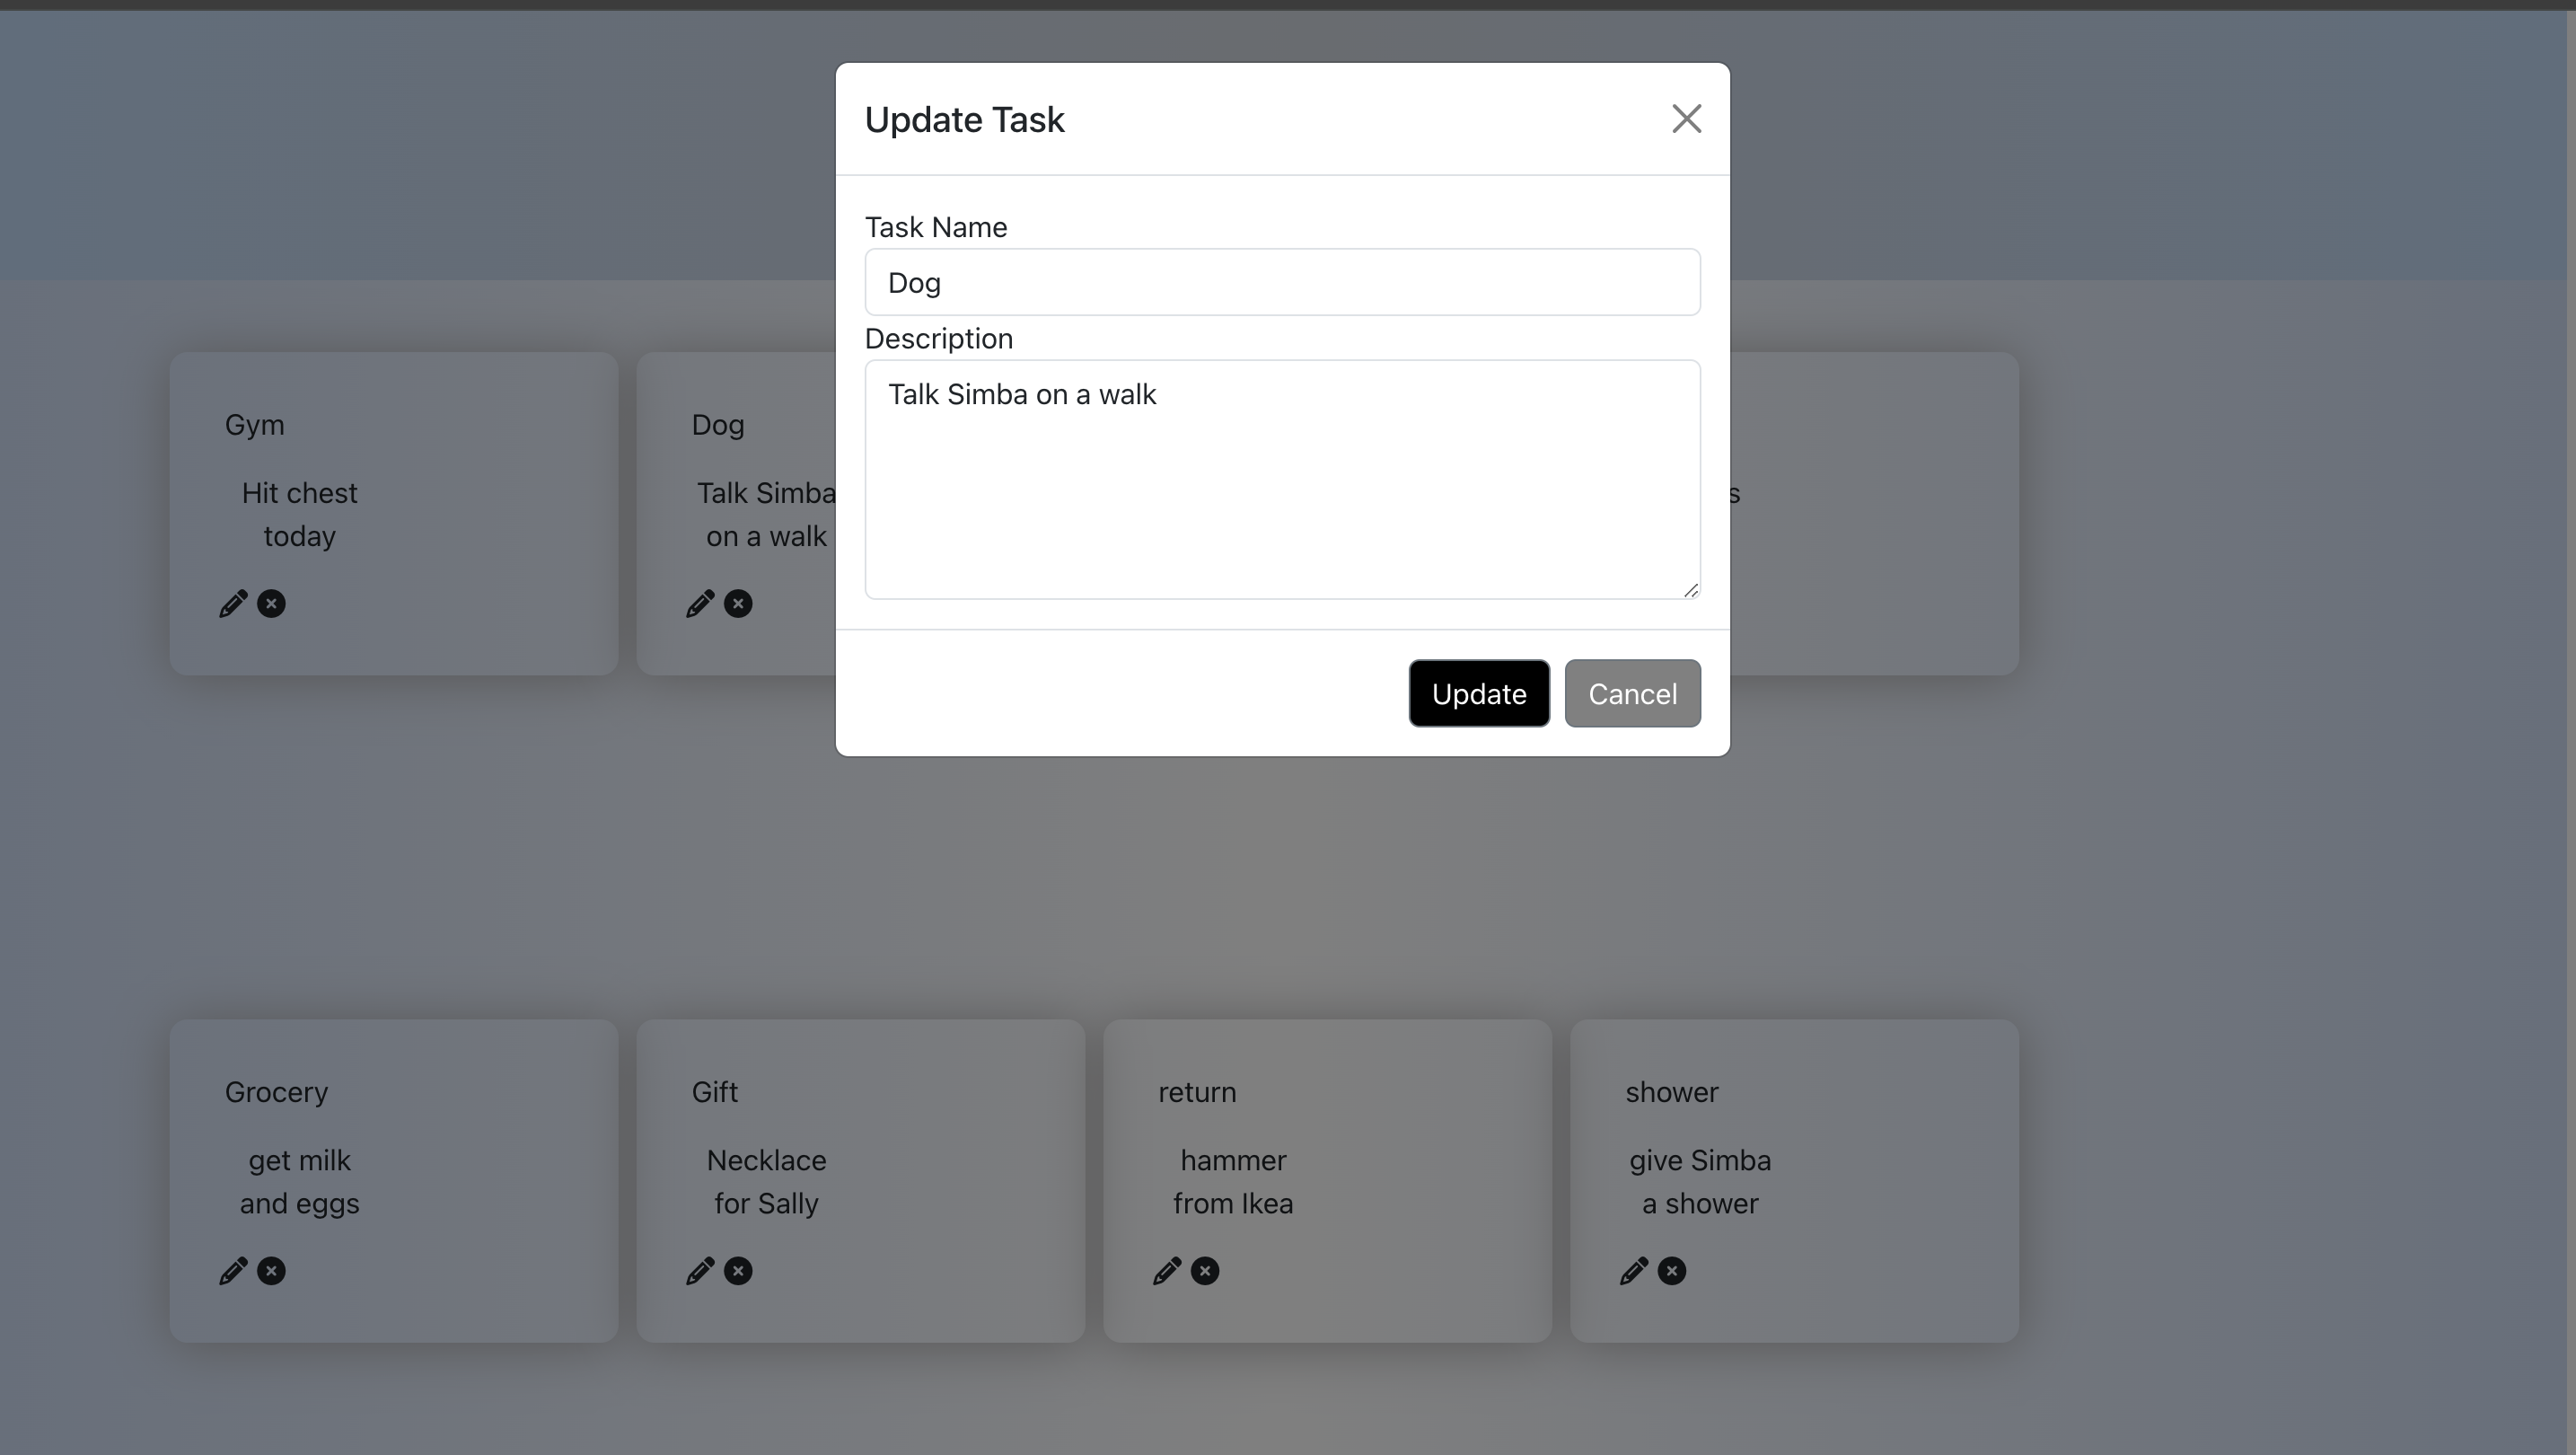 Update Task
Task Name
Dog
Description
Talk Simba on a walk
Update
Cancel
Gym
Hit chest
today
Dog
Talk Simba
on a walk
Grocery
get milk
and eggs
Gift
Necklace
for Sally
return
hammer
from Ikea
shower
give Simba
a shower